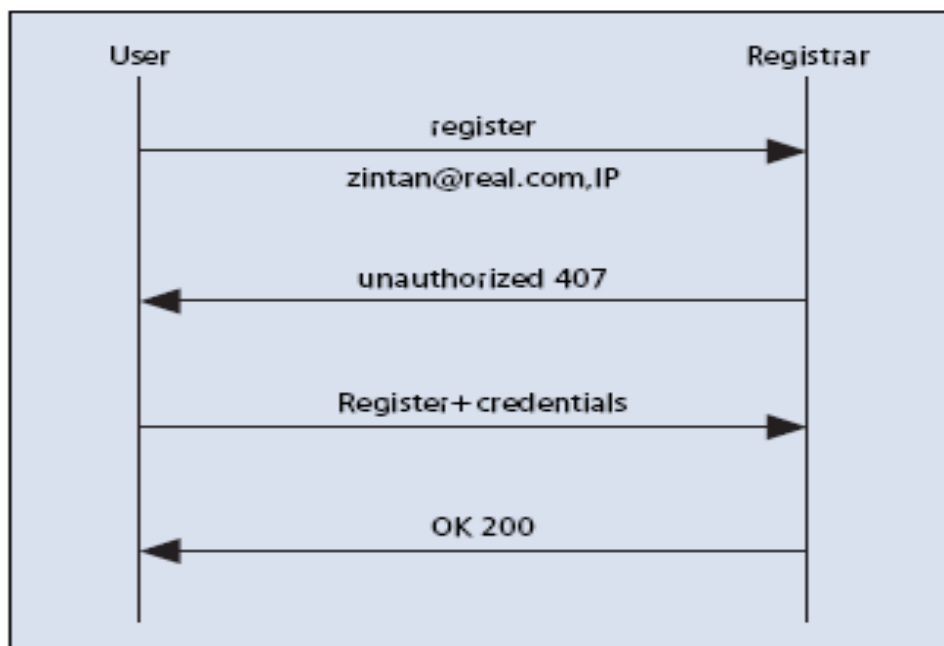 User
Registrar
register
zintan@real.com,IP
unauthorized 407
Register+credentials
OK 200